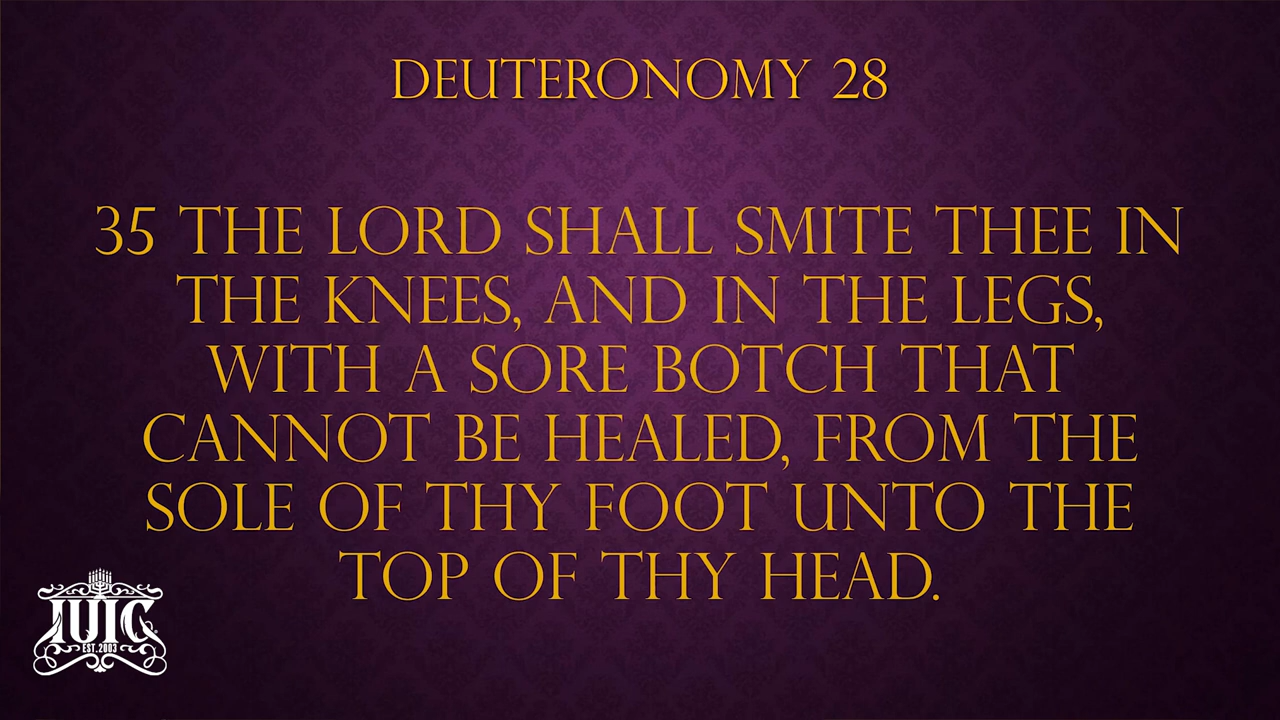 DEUTERONOMY 28
35 THE LORD SHALL SMITE THEE IN
THE KNEES, AND IN THE LEGS,
WITH A SORE BOTCH THAT
CANNOT BE HEALED, FROM THE
SOLE OF THY FOOT UNTO THE
TOP OF THY HEAD.
IUIC
EST. 2003